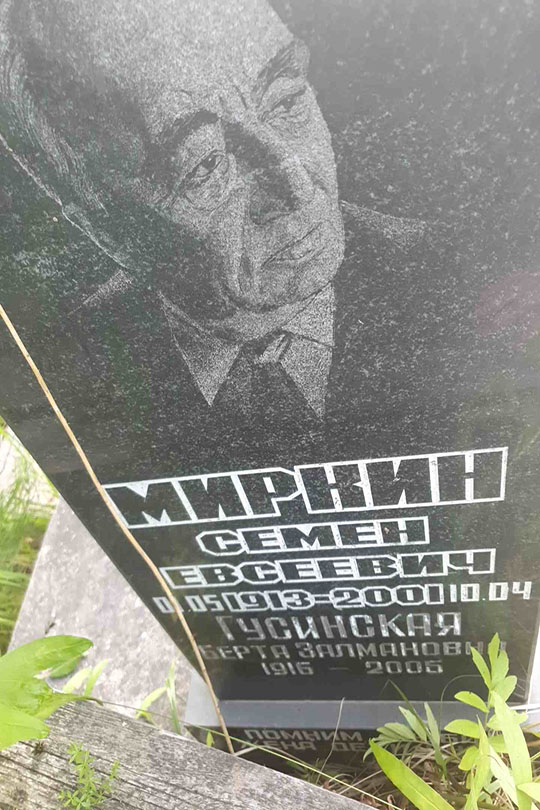 МИРКИН
СЕМЕН
ЕВСЕЕВИЧ
01.05 1913-2001 10.04
ГУСИНСКАЯ
БЕРТА ЗАЛМАНОВНА
1916 - 2005
ПОМНИМ